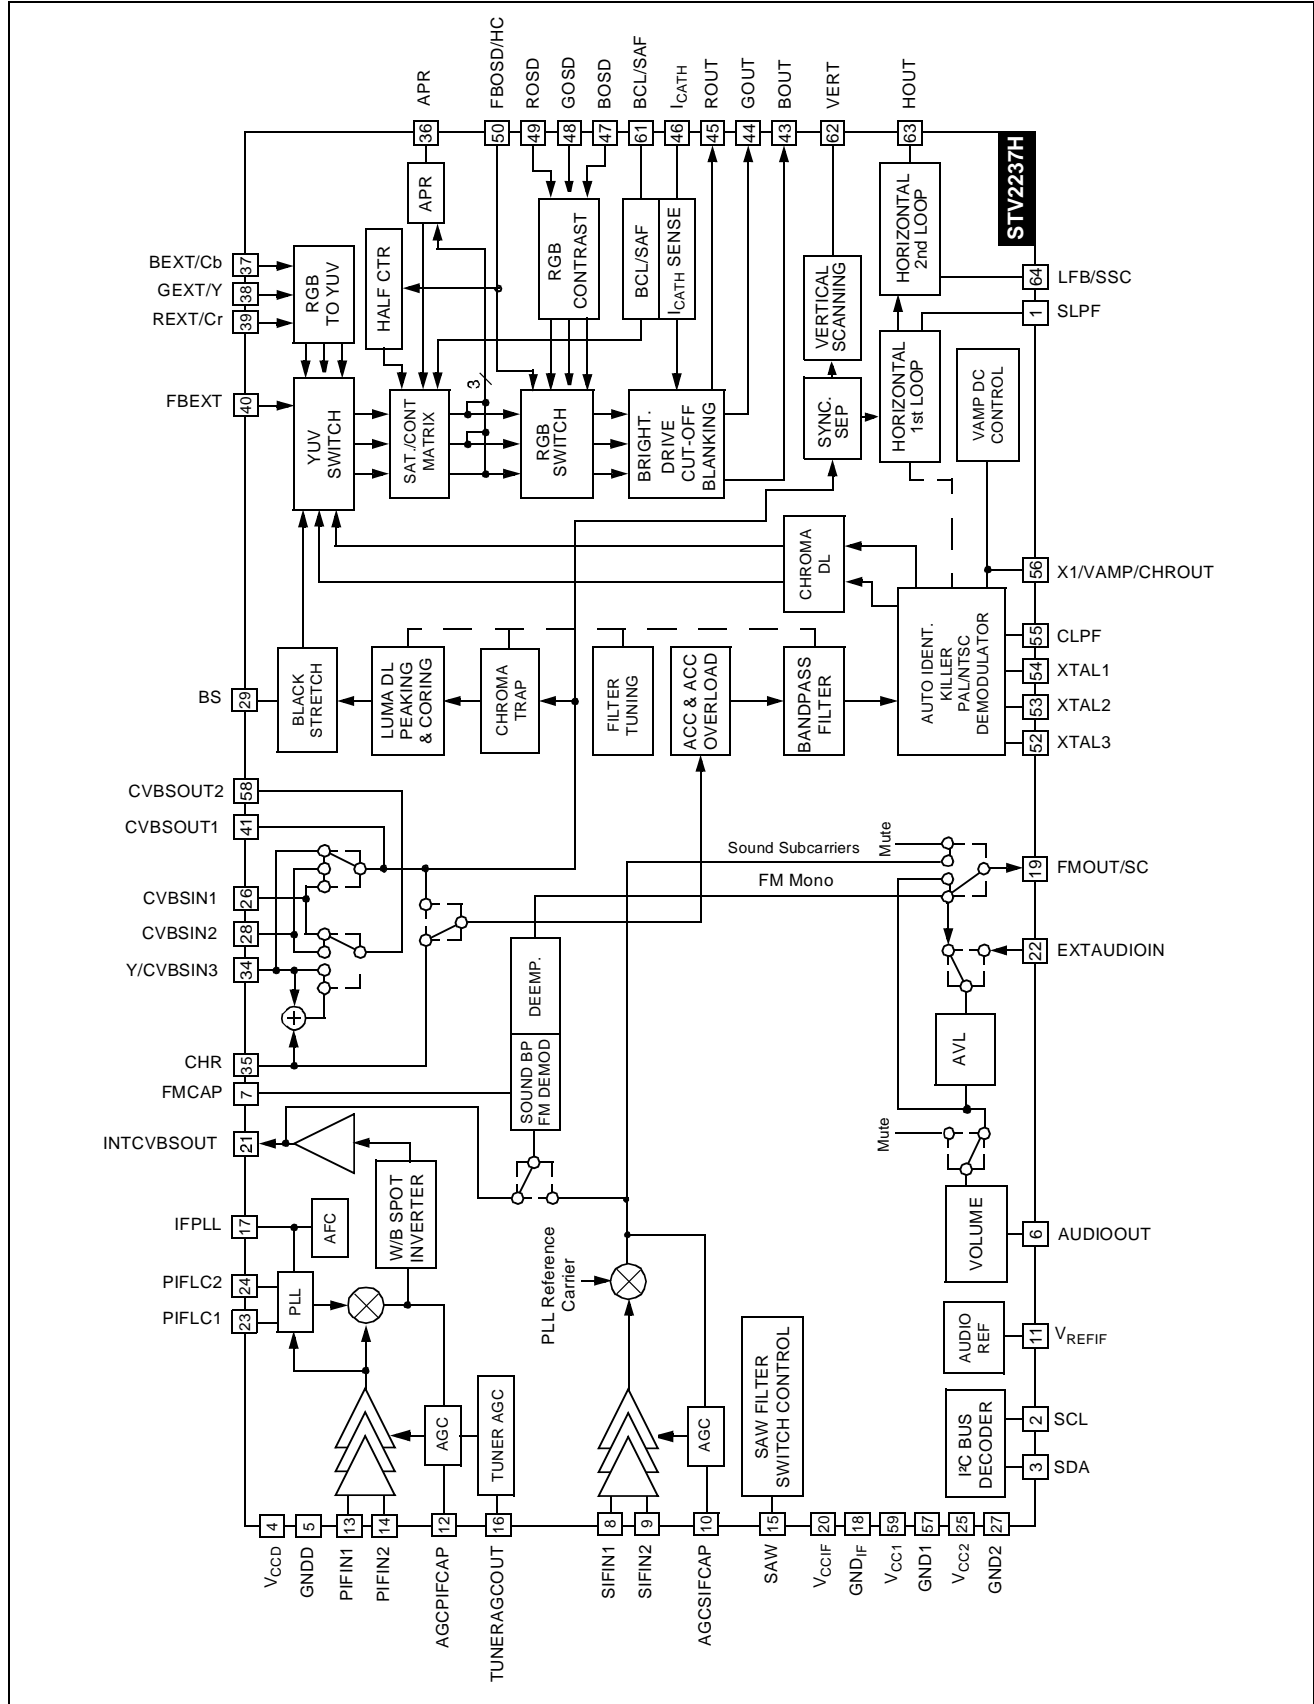 APR
FBOSD/HC
ROSD
GOSD
BOSD
BCL/SAF
ICATH
ROUT
GOUT
BOUT
VERT
HOUT
36
50
49
48
47
61
46
45
44
43
62
63
STV2237H
BEXT/Cb
37
GEXT/Y
38
REXT/Cr
39
FBEXT
40
RGB
TO YUV
HALF CTR
APR
RGB
CONTRAST
BCL/SAF
ICATH SENSE
VERTICAL
SCANNING
HORIZONTAL
2nd LOOP
64
LFB/SSC
1
SLPF
YUV
SWITCH
SAT./CONT
MATRIX
3
RGB
SWITCH
BRIGHT.
DRIVE
CUT-OFF
BLANKING
SYNC.
SEP
HORIZONTAL
1st LOOP
VAMP DC
CONTROL
CHROMA
DL
56
X1/VAMP/CHROUT
BS
29
BLACK
STRETCH
LUMA DL
PEAKING
& CORING
CHROMA
TRAP
FILTER
TUNING
ACC & ACC
OVERLOAD
BANDPASS
FILTER
AUTO IDENT.
KILLER
PAL/NTSC
DEMODULATOR
55
CLPF
54
XTAL1
53
XTAL2
52
XTAL3
CVBSOUT2
58
CVBSOUT1
41
CVBSIN1
26
CVBSIN2
28
Y/CVBSIN3
34
CHR
35
FMCAP
7
INTCVBSOUT
21
Sound Subcarriers
Mute
FM Mono
19
FMOUT/SC
22
EXTAUDIOIN
DEEMP.
SOUND BP
FM DEMOD
AVL
Mute
VOLUME
6
AUDIOOUT
IFPLL
17
AFC
W/B SPOT
INVERTER
PIFLC2
24
PIFLC1
23
PLL
PLL Reference
Carrier
AUDIO
REF
11
VREFIF
AGC
TUNER AGC
AGC
SAW FILTER
SWITCH CONTROL
I²C BUS
DECODER
2
SCL
3
SDA
4
5
13
14
12
16
8
9
10
15
20
18
59
57
25
27
VCCD
GNDD
PIFIN1
PIFIN2
AGCPIFCAP
TUNERAGCOUT
SIFIN1
SIFIN2
AGCSIFCAP
SAW
VCCIF
GNDIF
VCC1
GND1
VCC2
GND2